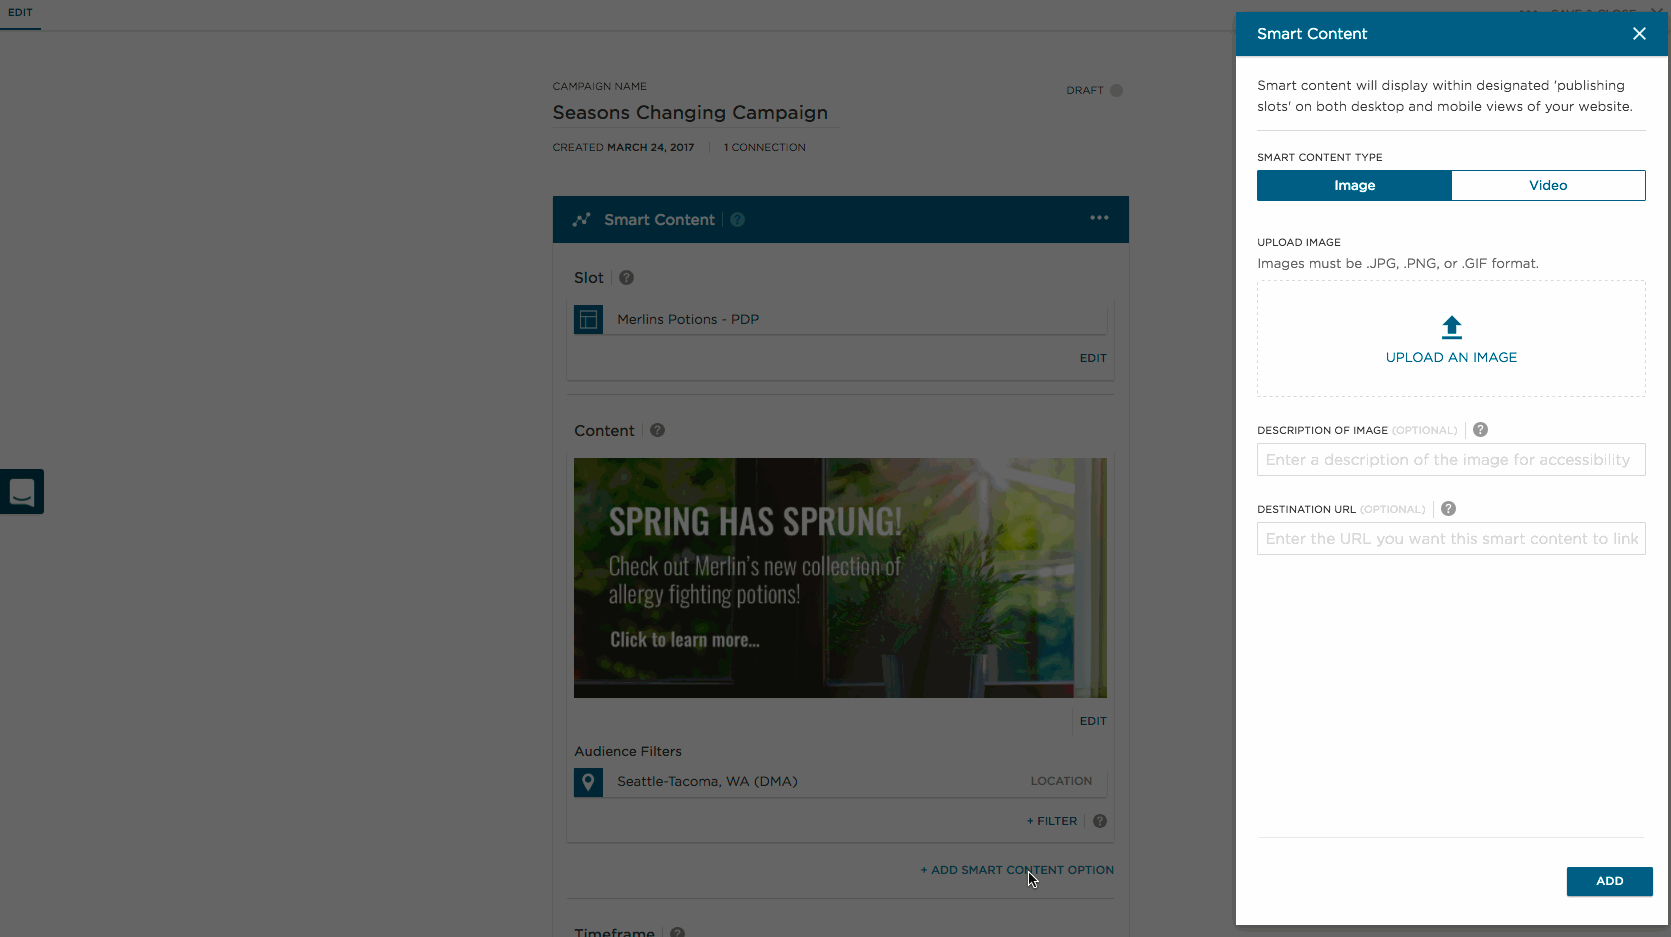 EDIT
CAMPAIGN NAME
DRAFT
Seasons Changing Campaign
CREATED MARCH 24, 2017
1 CONNECTION
Smart Content
Slot
Merlins Potions - PDP
EDIT
Content
SPRING HAS SPRUNG!
Check out Merlin's new collection of
allergy fighting potions!
Click to learn more...
EDIT
Audience Filters
Seattle-Tacoma, WA (DMA)
LOCATION
+ FILTER
+ ADD SMART CONTENT OPTION
Timeframe
SAVE & CLOSE
Smart Content
Smart content will display within designated 'publishing
slots' on both desktop and mobile views of your website.
SMART CONTENT TYPE
Image
Video
UPLOAD IMAGE
Images must be .JPG, .PNG, or .GIF format.
UPLOAD AN IMAGE
DESCRIPTION OF IMAGE (OPTIONAL)
Enter a description of the image for accessibility
DESTINATION URL (OPTIONAL)
Enter the URL you want this smart content to link
ADD